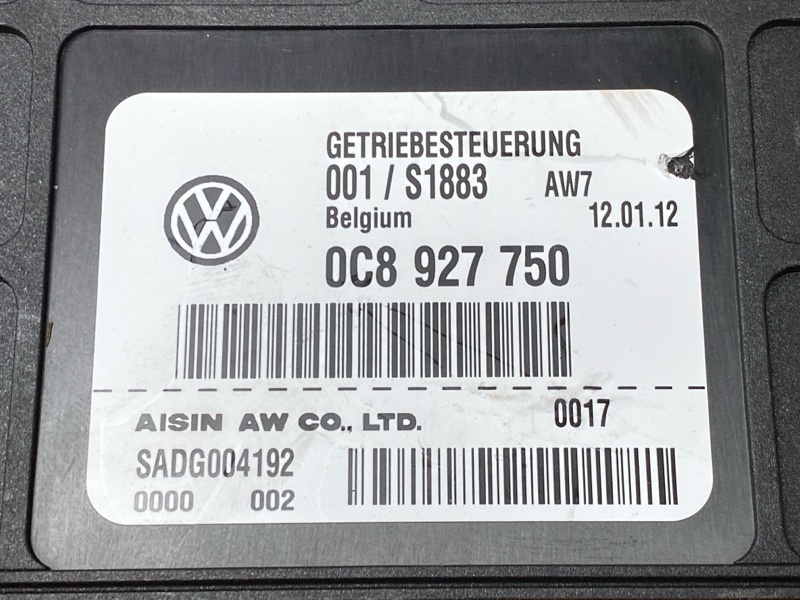 GETRIEBESTEUERUNG
001 / S1883 AW7
Belgium 12.01.12
0C8 927 750
AISIN AW CO., LTD. 0017
SADG004192
0000 002